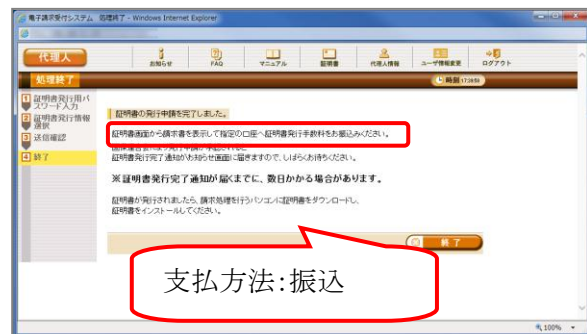 電子請求受付システム 処理終了 - Windows Internet Explorer
代理人
お知らせ
FAQ
マニュアル
証明書
代理人情報
ユーザ情報変更
ログアウト
処理終了
時刻
1 証明書発行用パスワード入力
2 証明書発行情報選択
3 送信確認
4 終了
証明書の発行申請を完了しました。
証明書画面から請求書を表示して指定の口座へ証明書発行手数料をお振込みください。
証明書発行完了通知がお知らせ画面に届きますので、しばらくお待ちください。
※証明書発行完了通知が届くまでに、数日かかる場合があります。
証明書が発行されましたら、請求処理を行うパソコンに証明書をダウンロードし、
証明書をインストールしてください。
終了
支払方法:振込
100%